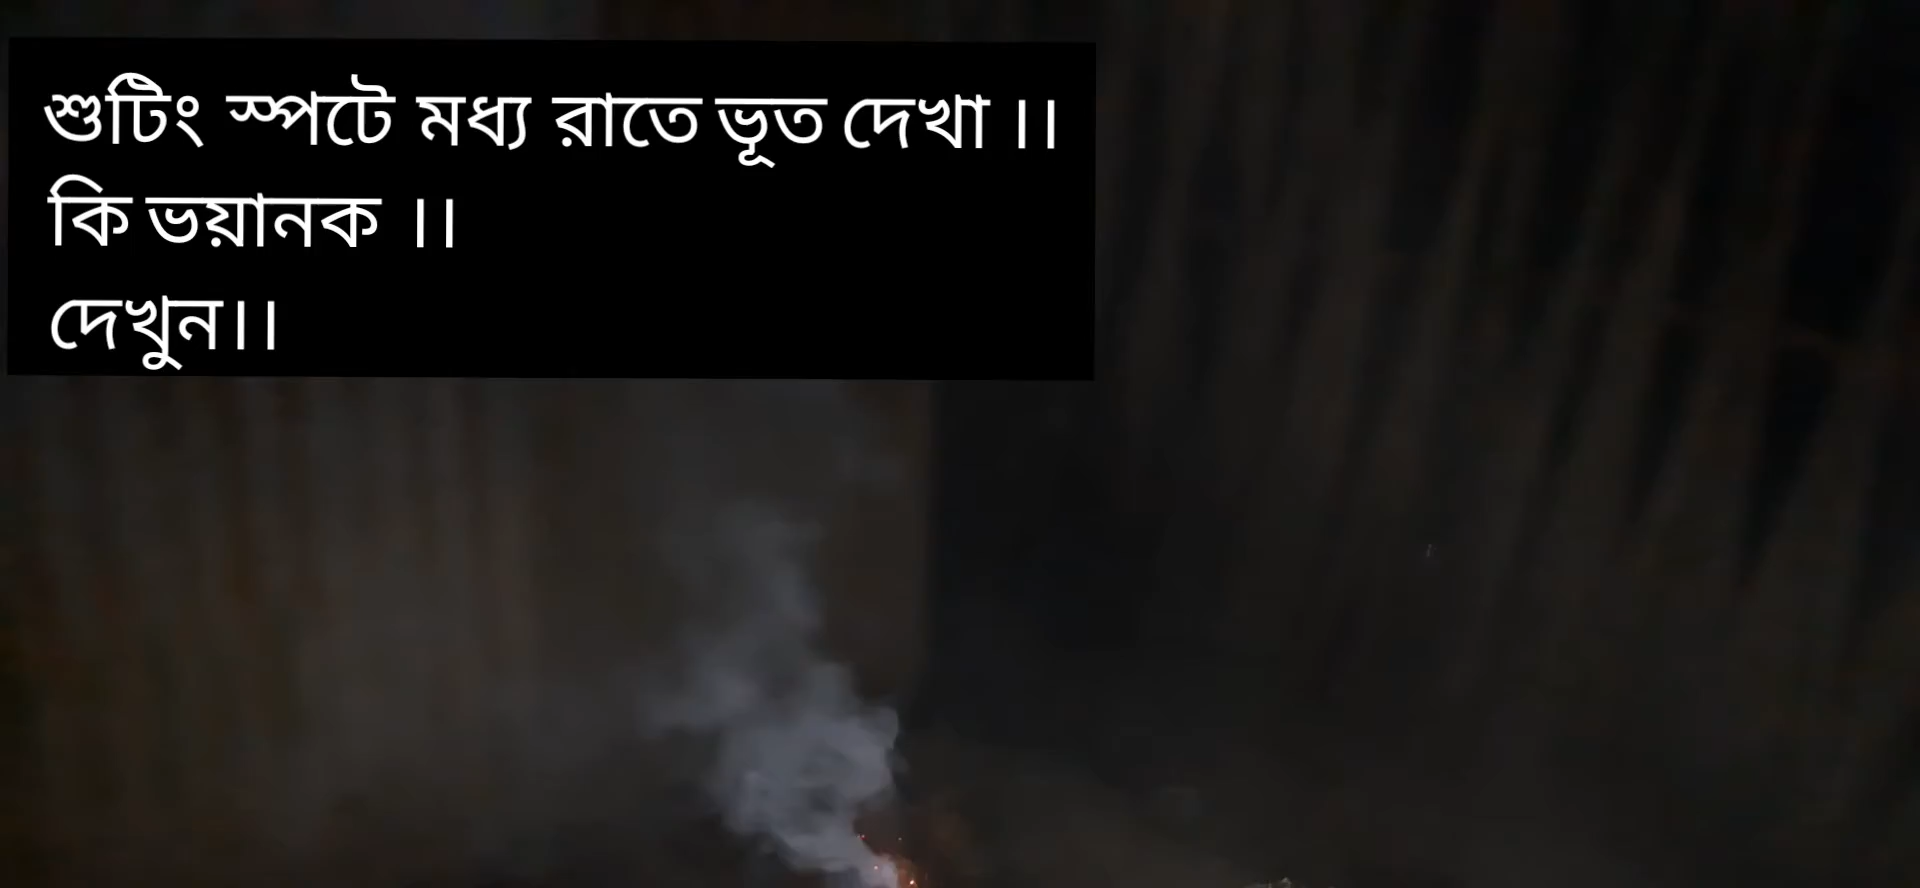 শুটিং স্পটে মধ্য রাতে ভূত দেখা ।।
কি ভয়ানক ।।
দেখুন।।